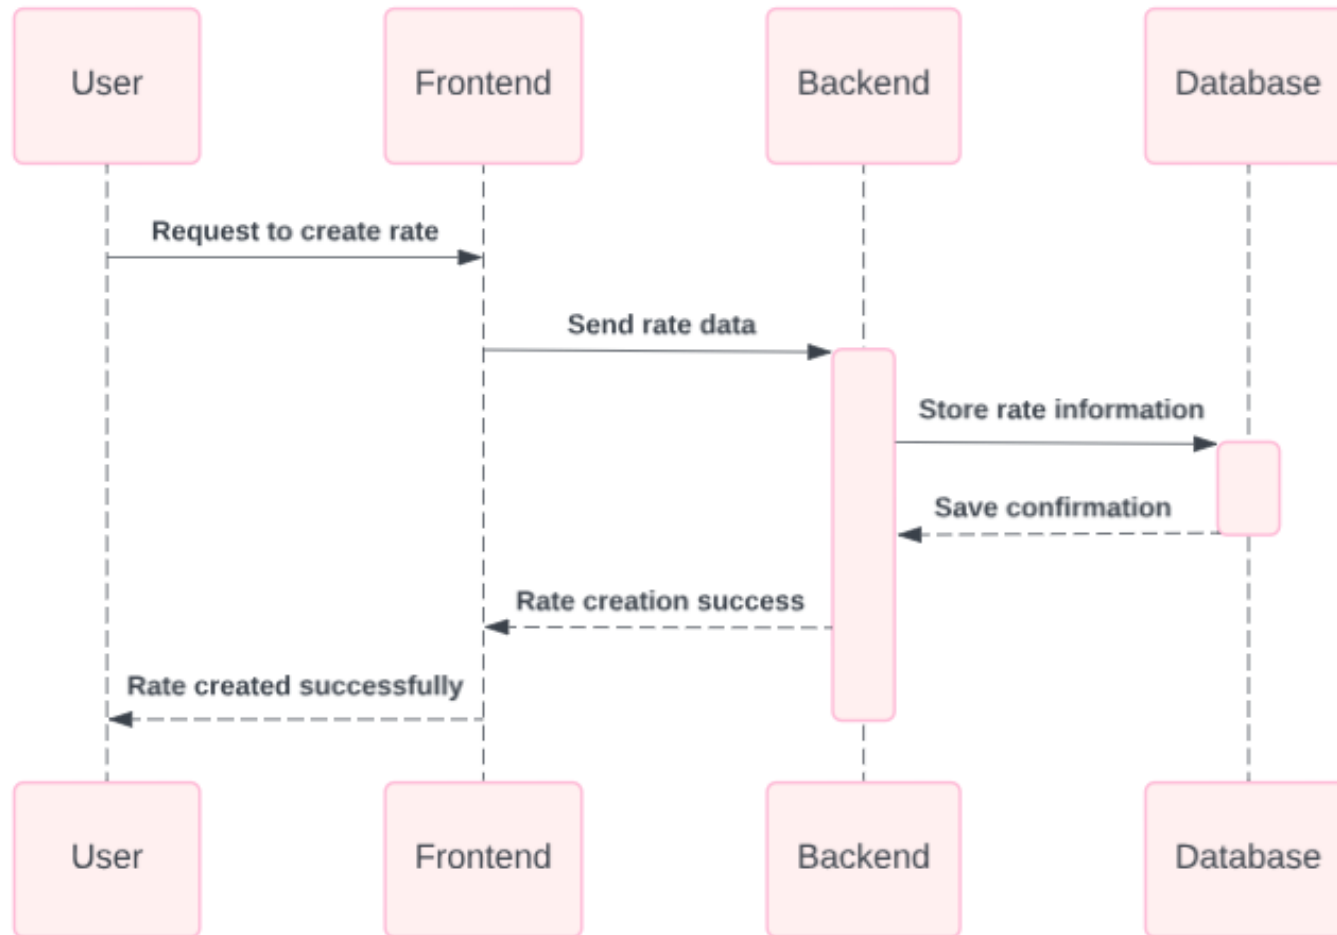 User
Frontend
Backend
Database
Request to create rate
Send rate data
Store rate information
Save confirmation
Rate creation success
Rate created successfully
User
Frontend
Backend
Database